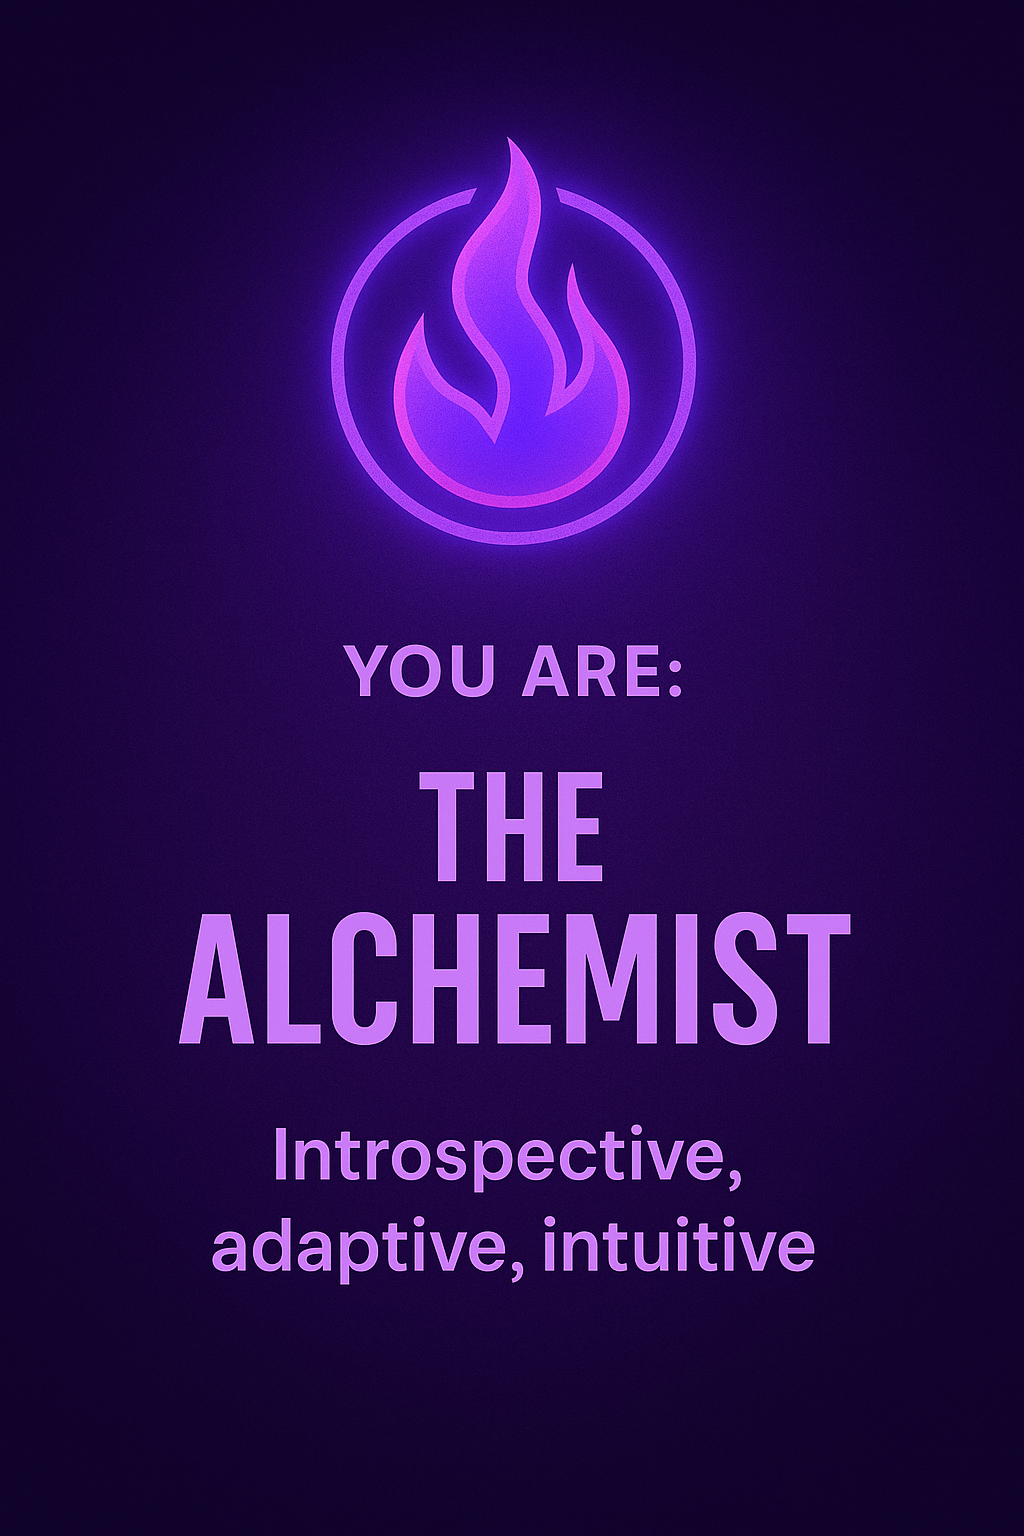 YOU ARE:
THE
ALCHEMIST
Introspective,
adaptive, intuitive